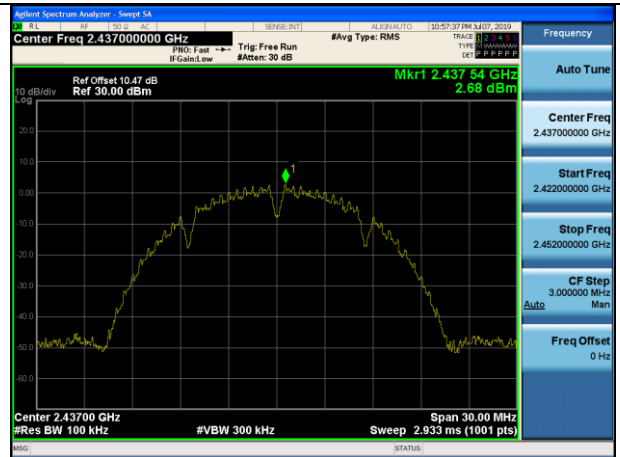 Agilent Spectrum Analyzer - Swept SA
RL RF 50 Ω AC SENSE:INT ALIGNAUTO 10:57:37 PM Jul 07, 2019
Center Freq 2.437000000 GHz
PNO: Fast
IFGain:Low
Trig: Free Run
#Atten: 30 dB
#Avg Type: RMS
TRACE 1 2 3 4 5 6
TYPE M WWWWW
DET P P P P P P
Ref Offset 10.47 dB
Ref 30.00 dBm
10 dB/div
Log
Mkr1 2.437 54 GHz
2.68 dBm
1
20.0
10.0
0.00
-10.0
-20.0
-30.0
-40.0
-50.0
-60.0
Center 2.43700 GHz
#Res BW 100 kHz
#VBW 300 kHz
Span 30.00 MHz
Sweep 2.933 ms (1001 pts)
MSG
STATUS
Frequency
Auto Tune
Center Freq
2.437000000 GHz
Start Freq
2.422000000 GHz
Stop Freq
2.452000000 GHz
CF Step
3.000000 MHz
Auto Man
Freq Offset
0 Hz